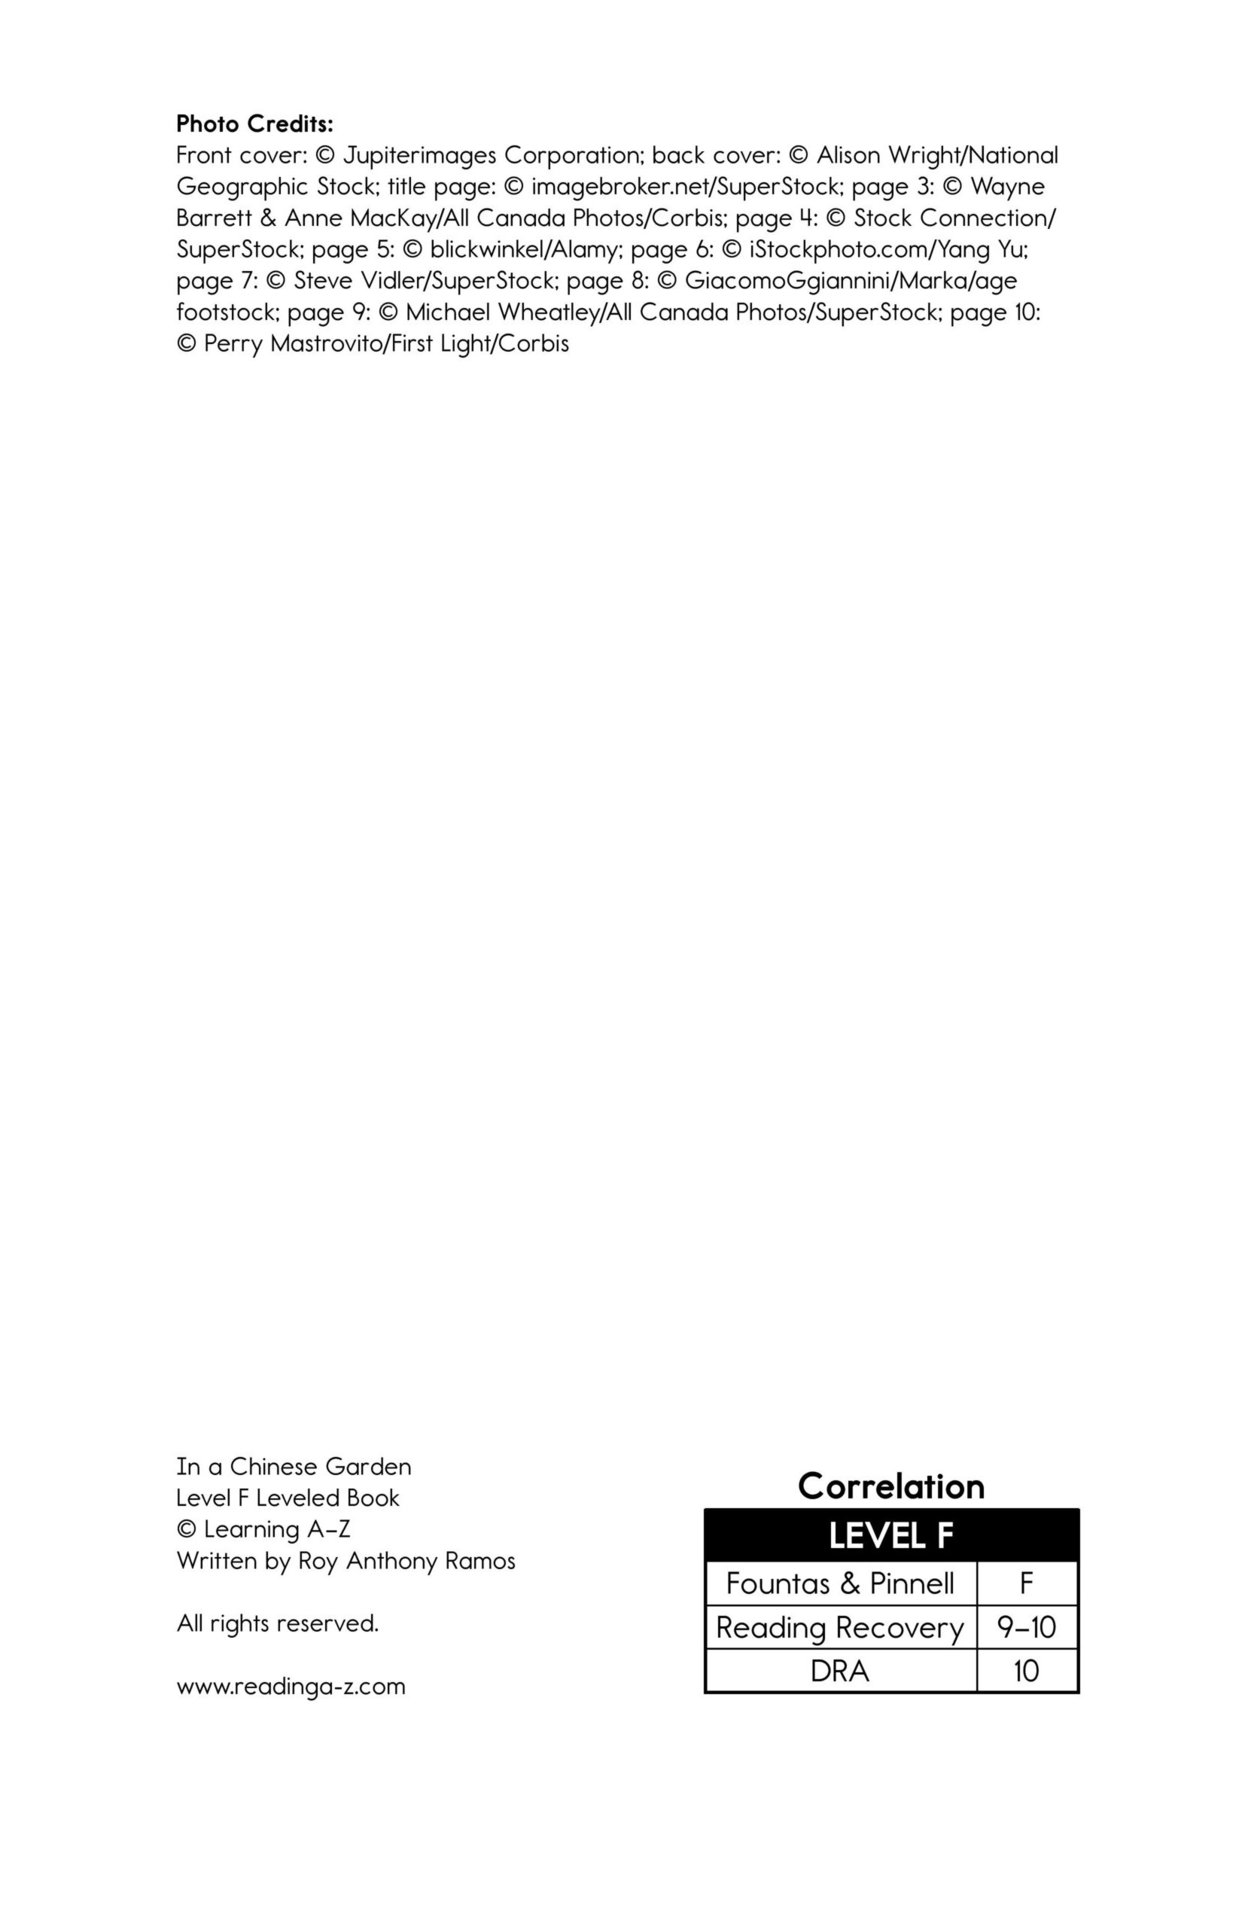 Photo Credits:
Front cover: © Jupiterimages Corporation; back cover: © Alison Wright/National
Geographic Stock; title page: © imagebroker.net/SuperStock; page 3: © Wayne
Barrett & Anne MacKay/All Canada Photos/Corbis; page 4: © Stock Connection/
SuperStock; page 5: © blickwinkel/Alamy; page 6: © iStockphoto.com/Yang Yu;
page 7: © Steve Vidler/SuperStock; page 8: © GiacomoGgiannini/Marka/age
footstock; page 9: © Michael Wheatley/All Canada Photos/SuperStock; page 10:
© Perry Mastrovito/First Light/Corbis
In a Chinese Garden
Level F Leveled Book
© Learning A–Z
Written by Roy Anthony Ramos
All rights reserved.
www.readinga-z.com
Correlation
LEVEL F
Fountas & Pinnell F
Reading Recovery 9–10
DRA 10